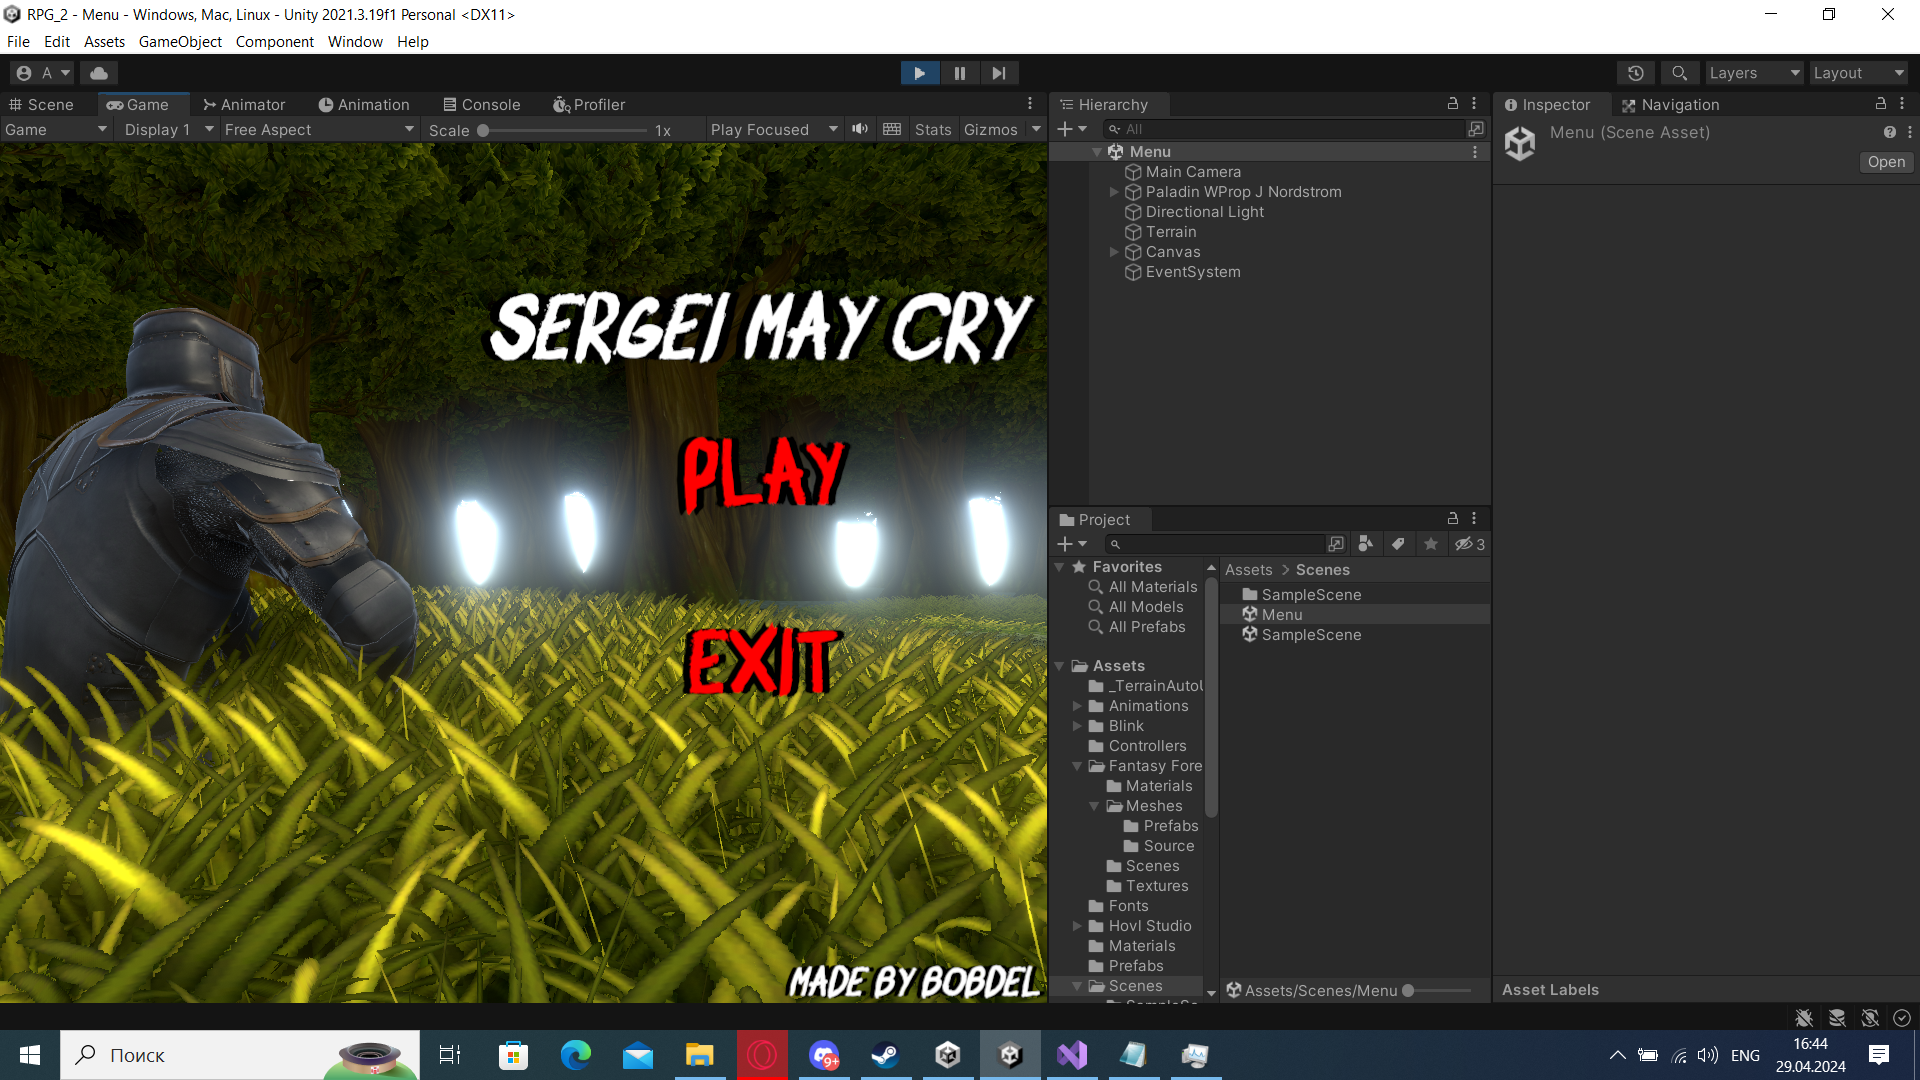 RPG_2 - Menu - Windows, Mac, Linux - Unity 2021.3.19f1 Personal <DX11>
File Edit Assets GameObject Component Window Help
A Layers Layout
Scene Game Animator Animation Console Profiler
Game Display 1 Free Aspect Scale 1x Play Focused Stats Gizmos
SERGEI MAY CRY
PLAY
EXIT
MADE BY BOBDEL
Hierarchy
All
Menu
Main Camera
Paladin WProp J Nordstrom
Directional Light
Terrain
Canvas
EventSystem
Project
3
Favorites
All Materials
All Models
All Prefabs
Assets
_TerrainAutoU
Animations
Blink
Controllers
Fantasy Fore
Materials
Meshes
Prefabs
Source
Scenes
Textures
Fonts
Hovl Studio
Materials
Prefabs
Scenes
Assets > Scenes
SampleScene
Menu
SampleScene
Assets/Scenes/Menu
Inspector Navigation
Menu (Scene Asset)
Open
Asset Labels
Поиск
9+
ENG
16:44
29.04.2024